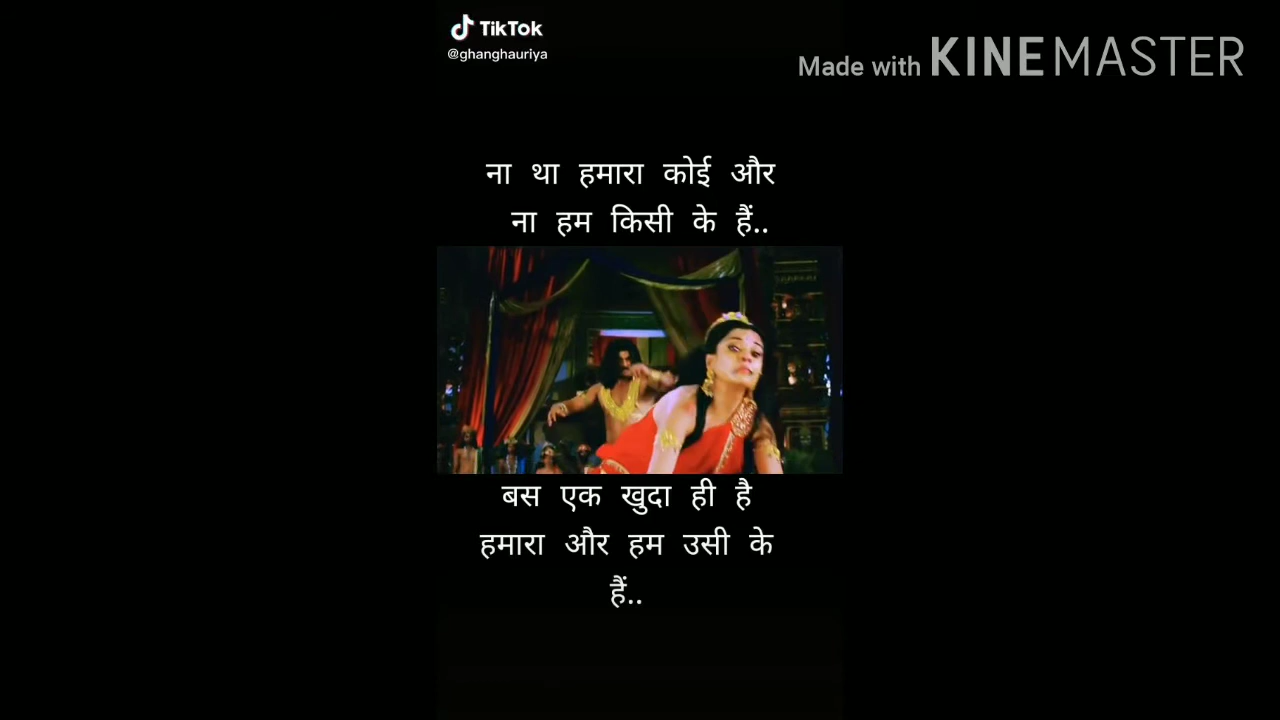 TikTok
@ghanghauriya
Made with KINEMASTER
ना था हमारा कोई और
ना हम किसी के हैं..
बस एक खुदा ही है
हमारा और हम उसी के
हैं..